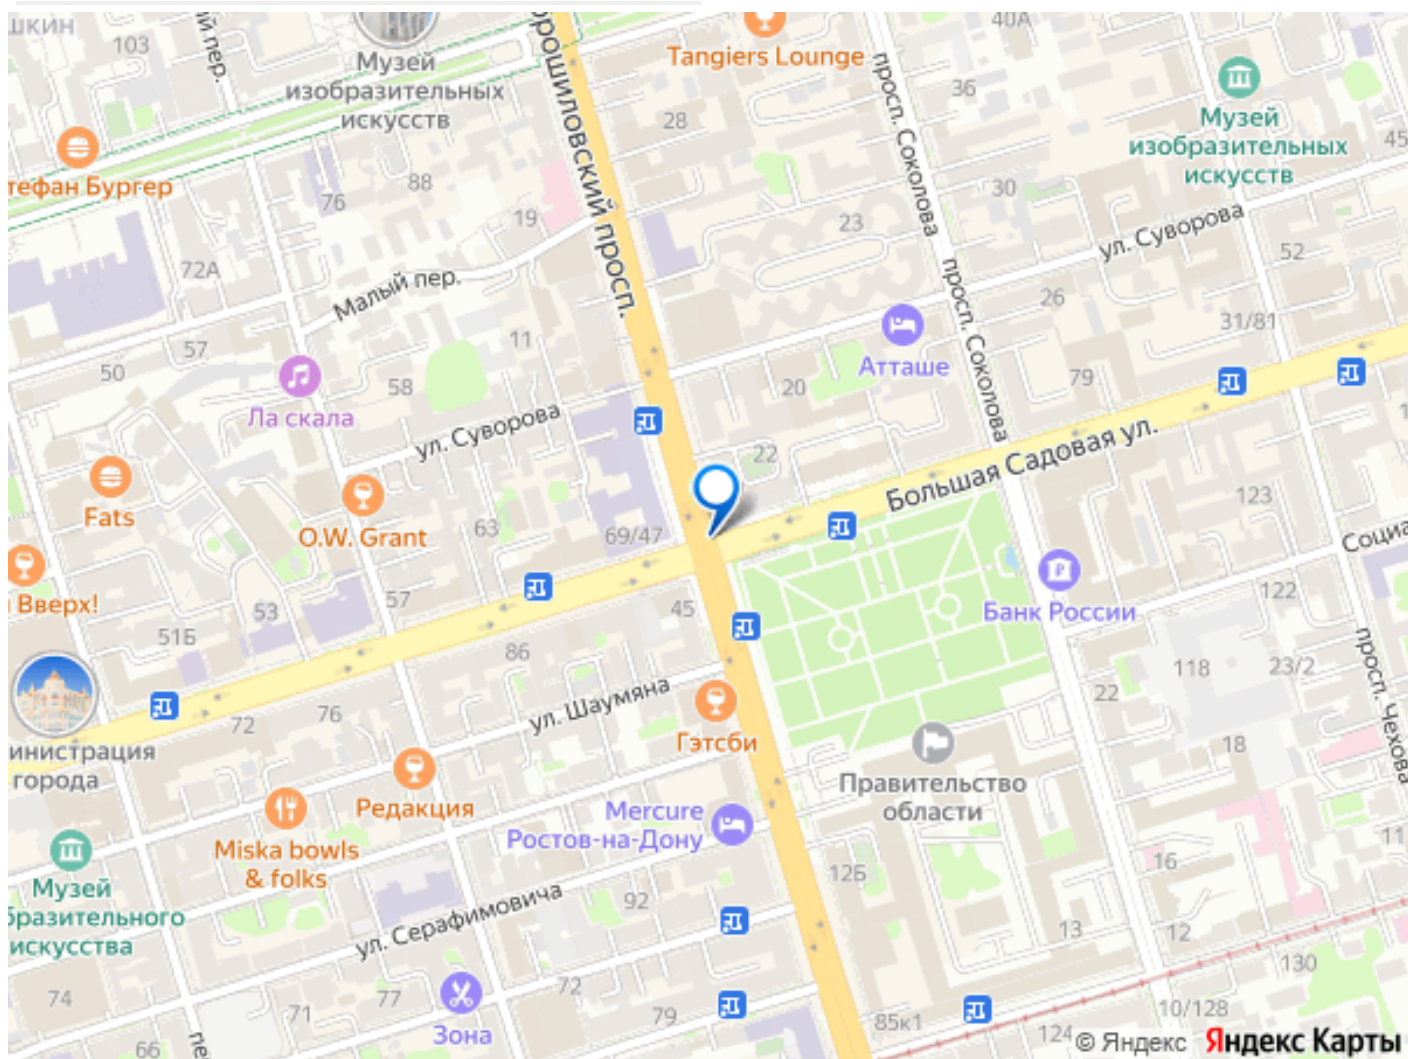 шкин
103
й пер.
Музей
изобразительных
искусств
Tangiers Lounge
40А
просп. Соколова
36
28
Музей
изобразительных
искусств
45
тефан Бургер
88
76
19
орошиловский просп.
30
23
ул. Суворова
52
72А
Малый пер.
просп. Соколова
26
31/81
11
57
50
Атташе
79
58
20
Ла скала
ул. Суворова
Большая Садовая ул.
22
Fats
O.W. Grant
63
69/47
123
Социа
Вверх!
57
53
51Б
45
Банк России
122
86
118
23/2
просп. Чехова
22
ул. Шаумяна
76
72
Гэтсби
18
инистрация
города
Правительство
области
Редакция
Mercure
Ростов-на-Дону
Miska bowls
& folks
11
16
12Б
Музей
бразительного
искусства
92
ул. Серафимовича
13
12
130
74
77
72
71
79
Зона
85к1
10/128
124
66
пе
© Яндекс Яндекс Карты